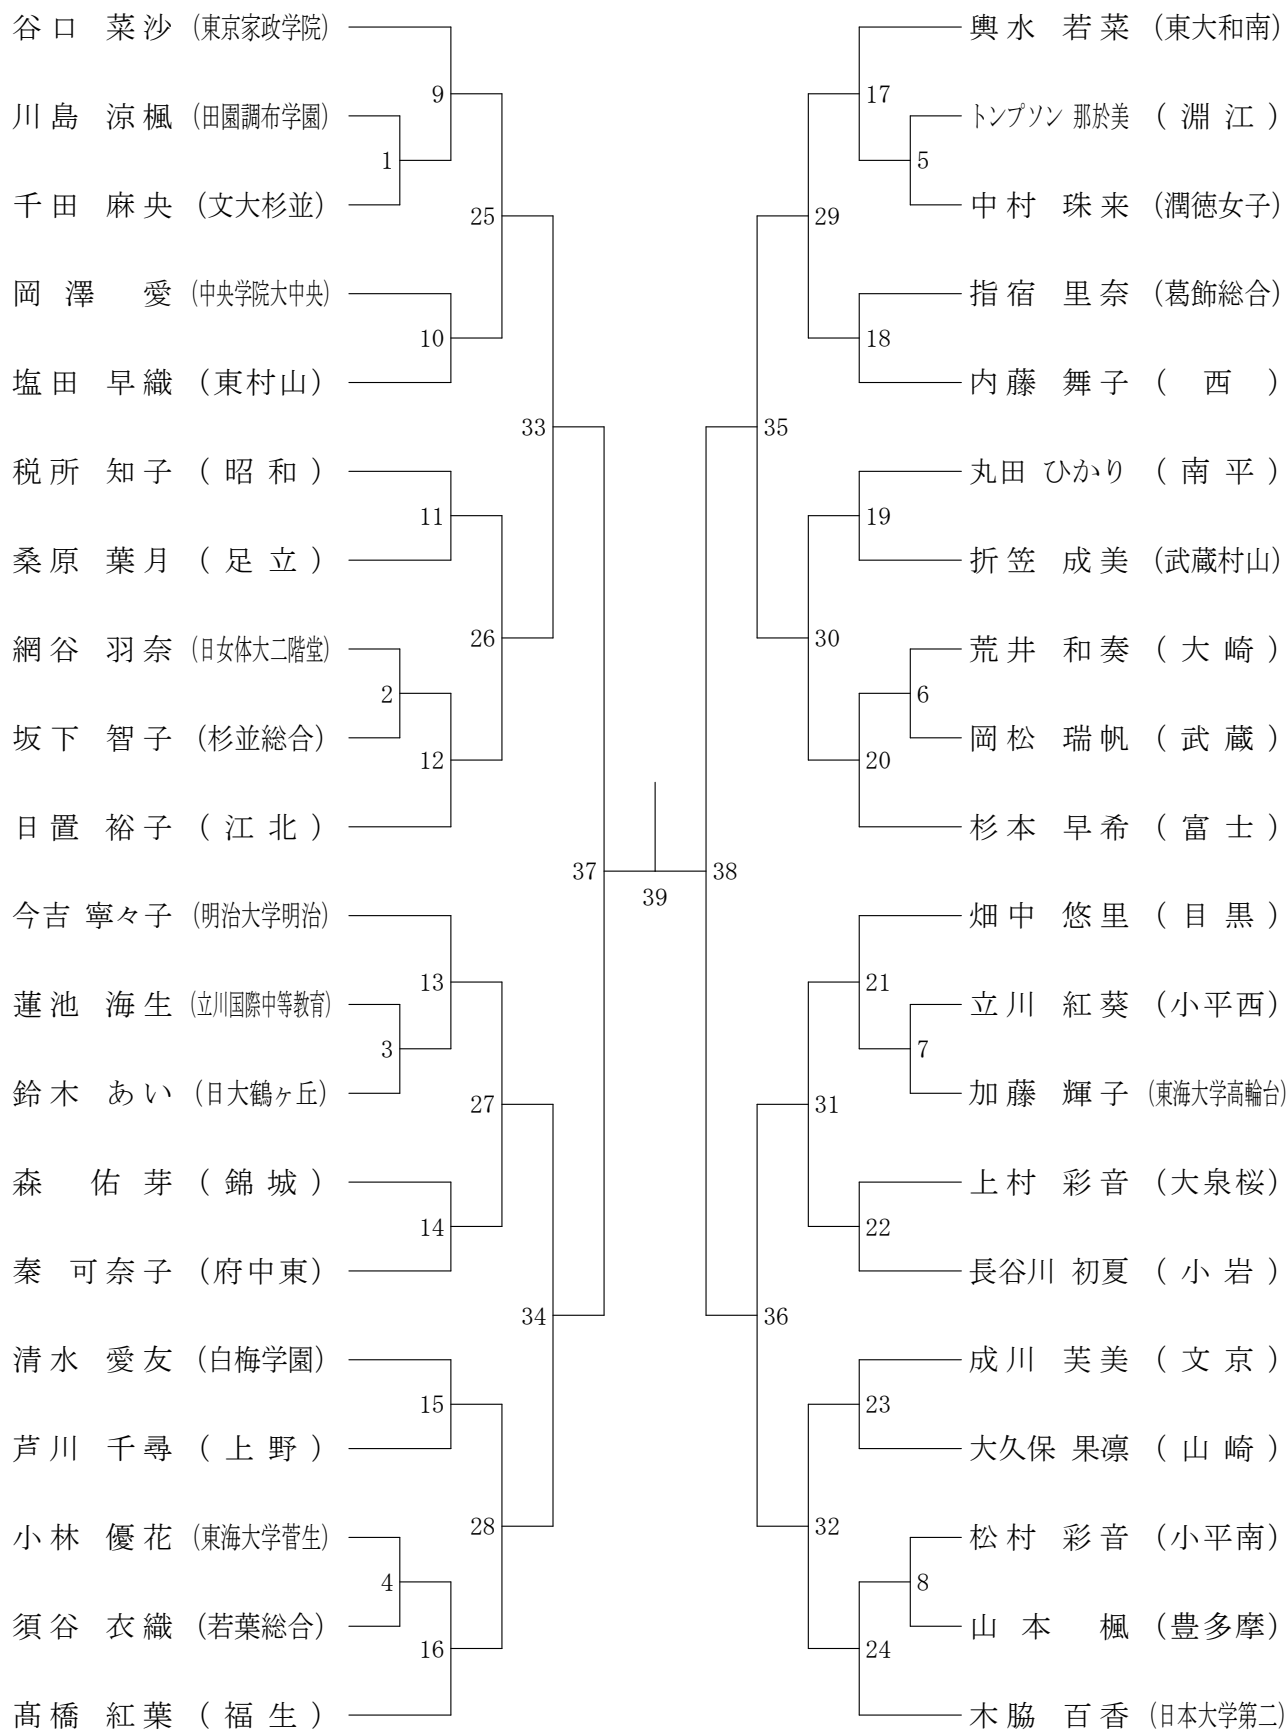 谷口 菜沙 (東京家政学院)
川島 涼楓 (田園調布学園)
千田 麻央 (文大杉並)
岡澤 愛 (中央学院大中央)
塩田 早織 (東村山)
税所 知子 (昭和)
桑原 葉月 (足立)
網谷 羽奈 (日女体大二階堂)
坂下 智子 (杉並総合)
日置 裕子 (江北)
今吉 寧々子 (明治大学明治)
蓮池 海生 (立川国際中等教育)
鈴木 あい (日大鶴ヶ丘)
森 佑芽 (錦城)
秦 可奈子 (府中東)
清水 愛友 (白梅学園)
芦川 千尋 (上野)
小林 優花 (東海大学菅生)
須谷 衣織 (若葉総合)
髙橋 紅葉 (福生)
1
2
3
4
9
10
11
12
13
14
15
16
25
26
27
28
33
34
37
39
38
35
36
29
30
31
32
17
18
19
20
21
22
23
24
5
6
7
8
輿水 若菜 (東大和南)
トンプソン 那於美 (淵江)
中村 珠来 (潤徳女子)
指宿 里奈 (葛飾総合)
内藤 舞子 (西)
丸田 ひかり (南平)
折笠 成美 (武蔵村山)
荒井 和奏 (大崎)
岡松 瑞帆 (武蔵)
杉本 早希 (富士)
畑中 悠里 (目黒)
立川 紅葵 (小平西)
加藤 輝子 (東海大学高輪台)
上村 彩音 (大泉桜)
長谷川 初夏 (小岩)
成川 芙美 (文京)
大久保 果凛 (山崎)
松村 彩音 (小平南)
山本 楓 (豊多摩)
木脇 百香 (日本大学第二)